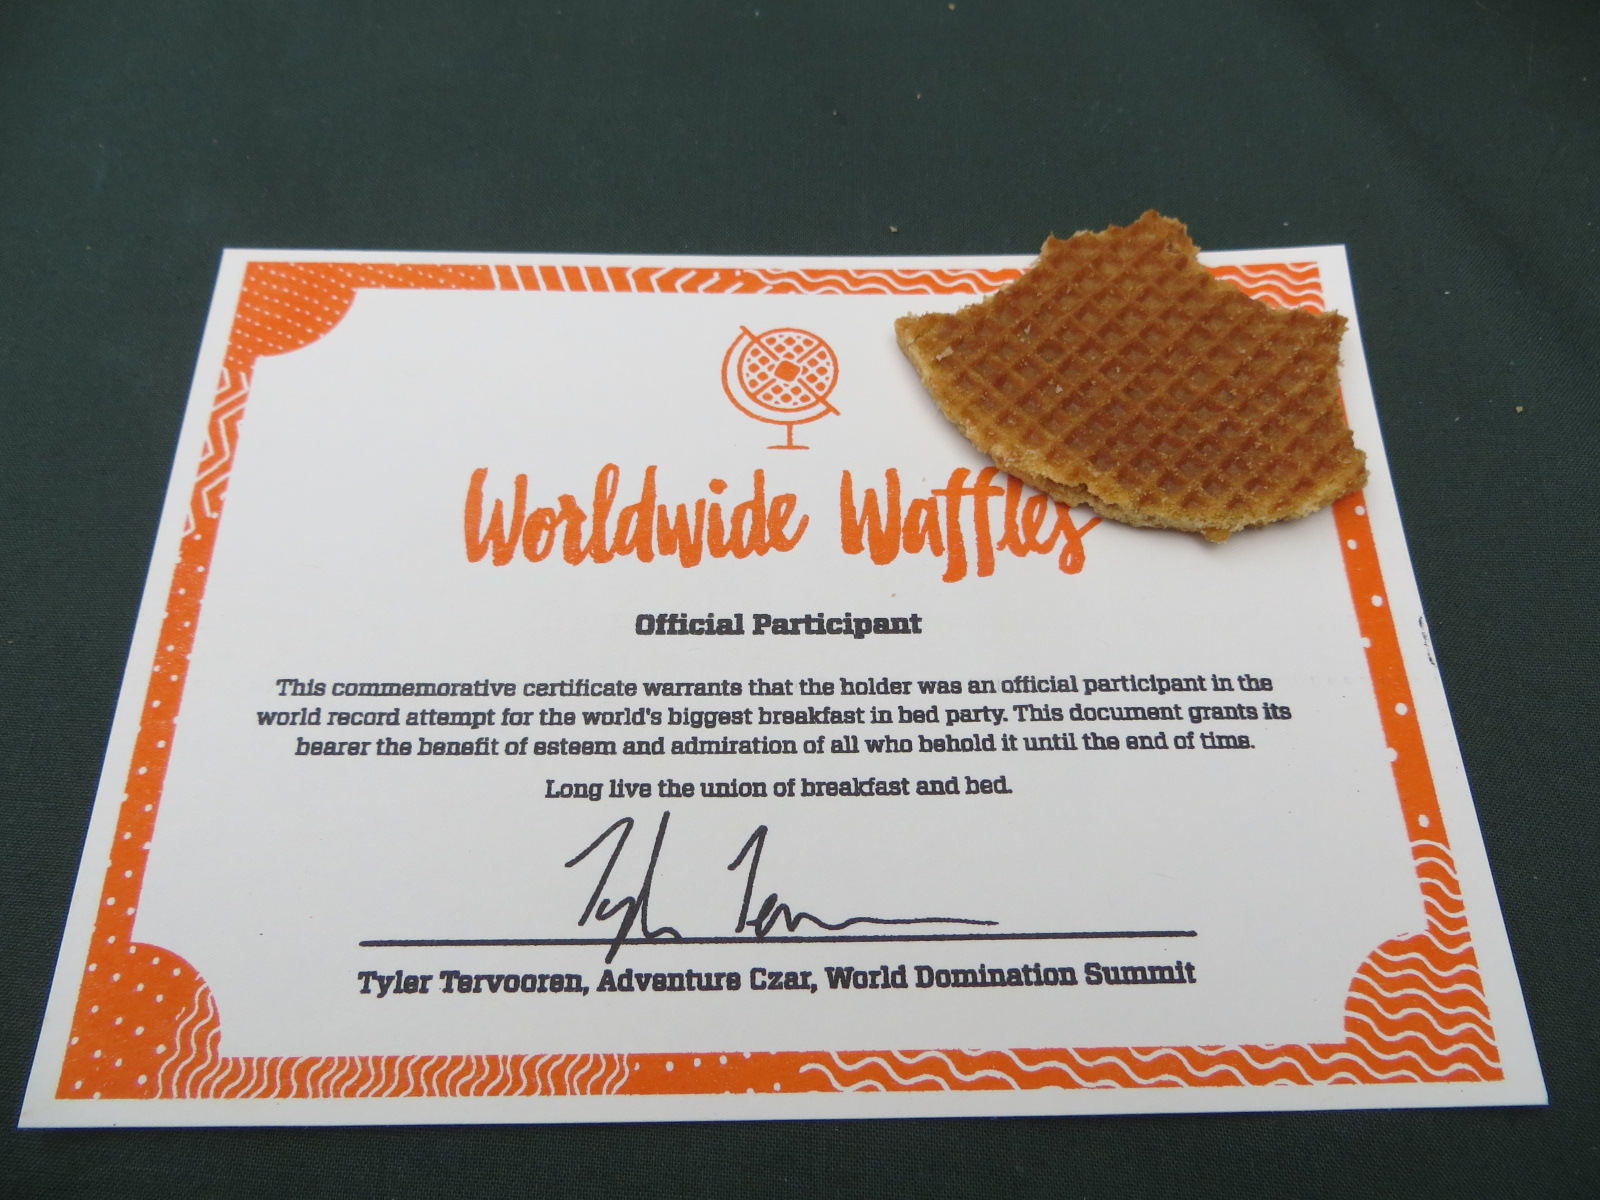 Worldwide Waffles
Official Participant
This commemorative certificate warrants that the holder was an official participant in the
world record attempt for the world's biggest breakfast in bed party. This document grants its
bearer the benefit of esteem and admiration of all who behold it until the end of time.
Long live the union of breakfast and bed.
Tyler Tervooren, Adventure Czar, World Domination Summit